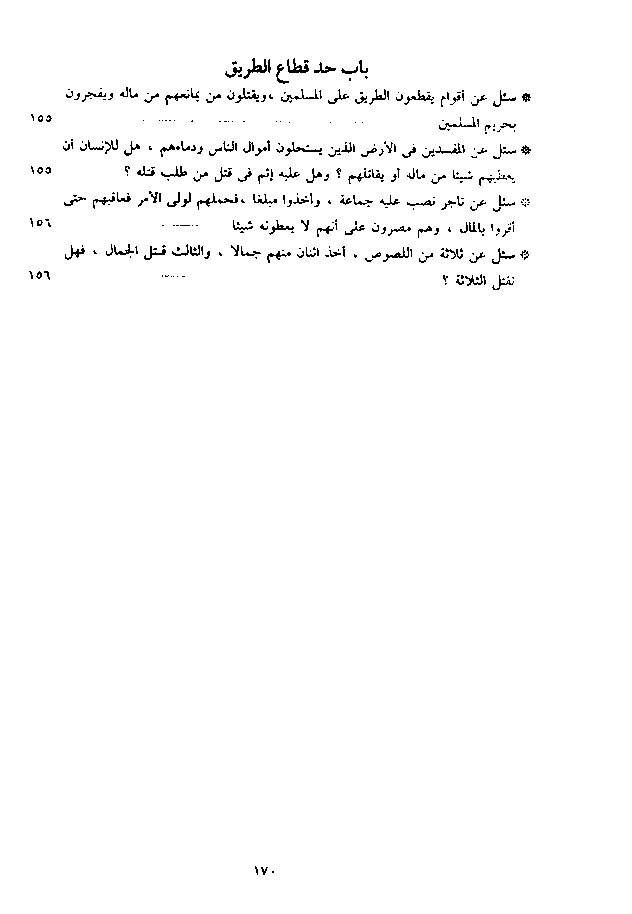 باب حد قطاع الطريق
* سئل عن أقوام يقطعون الطريق على المسلمين ، ويقتلون من يمانعهم من ماله ويفجرون
بحريم المسلمين ............ ١٥٥
* سئل عن المفسدين فى الأرض الذين يستحلون أموال الناس ودماءهم ، هل للإنسان أن
يعطيهم شيئا من ماله أو يقاتلهم ؟ وهل عليه إثم فى قتل من طلب قتله ؟ ١٥٥
* سئل عن تاجر نصب عليه جماعة ، وأخذوا مبلغا ، فحملهم لولى الأمر فعاقبهم حتى
أقروا بالمال ، وهم مصرون على أنهم لا يعطونه شيئا ........ ١٥٦
* سئل عن ثلاثة من اللصوص ، أخذ اثنان منهم جمالا ، والثالث قتل الجمال ، فهل
تقتل الثلاثة ؟ ...... ١٥٦
١٧٠